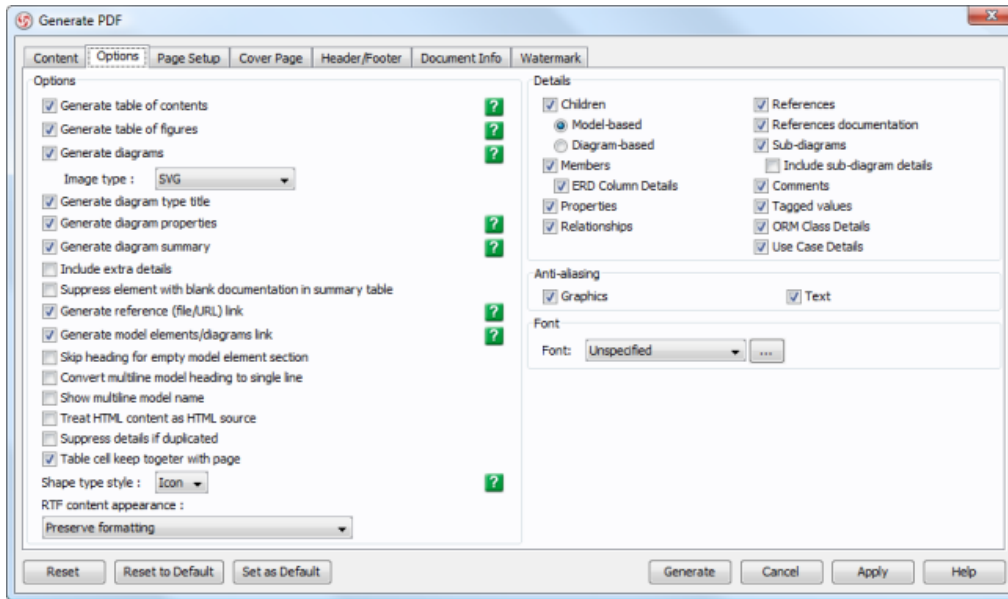 Generate PDF
Content Options Page Setup Cover Page Header/Footer Document Info Watermark
Options
Generate table of contents ?
Generate table of figures ?
Generate diagrams ?
Image type : SVG
Generate diagram type title
Generate diagram properties ?
Generate diagram summary ?
Include extra details
Suppress element with blank documentation in summary table
Generate reference (file/URL) link ?
Generate model elements/diagrams link ?
Skip heading for empty model element section
Convert multiline model heading to single line
Show multiline model name
Treat HTML content as HTML source
Suppress details if duplicated
Table cell keep togeter with page
Shape type style : Icon ?
RTF content appearance :
Preserve formatting
Details
Children References
Model-based References documentation
Diagram-based Sub-diagrams
Members Include sub-diagram details
ERD Column Details Comments
Properties Tagged values
Relationships ORM Class Details
Use Case Details
Anti-aliasing
Graphics Text
Font
Font: Unspecified ...
Reset Reset to Default Set as Default Generate Cancel Apply Help